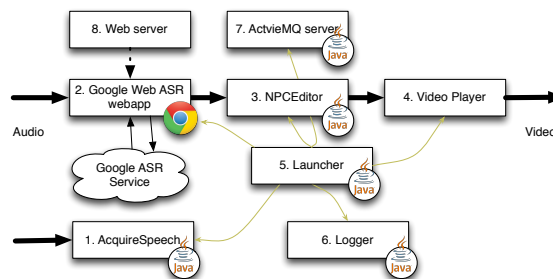 8. Web server
7. ActvieMQ server
Java
2. Google Web ASR
webapp
3. NPCEditor
Java
4. Video Player
Audio
Video
Google ASR
Service
5. Launcher
Java
1. AcquireSpeech
Java
6. Logger
Java